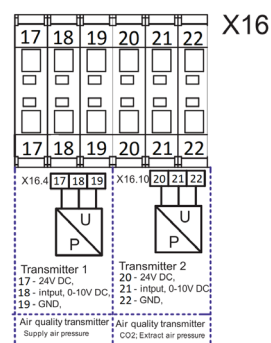 X16
17 18 19 20 21 22
17 18 19 20 21 22
X16.4 17 18 19
X16.10 20 21 22
U
P
U
P
Transmitter 1
17 - 24V DC,
18 - intput, 0-10V DC
19 - GND,
Transmitter 2
20 - 24V DC,
21 - intput, 0-10V DC
22 - GND,
Air quality transmitter
Supply air pressure
Air quality transmitter
CO2; Extract air pressure